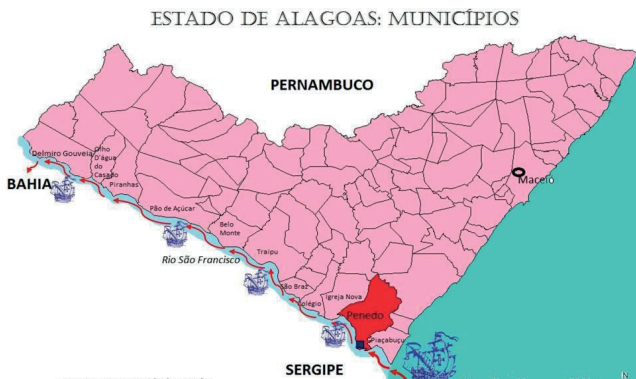 ESTADO DE ALAGOAS: MUNICÍPIOS
PERNAMBUCO
Delmiro Gouveia
Olho
D'água
do
Casado
BAHIA
Piranhas
Maceió
Pão de Açúcar
Belo
Monte
Rio São Francisco
Traipu
São Braz
Colégio
Igreja Nova
Penedo
Piaçabuçu
SERGIPE
N